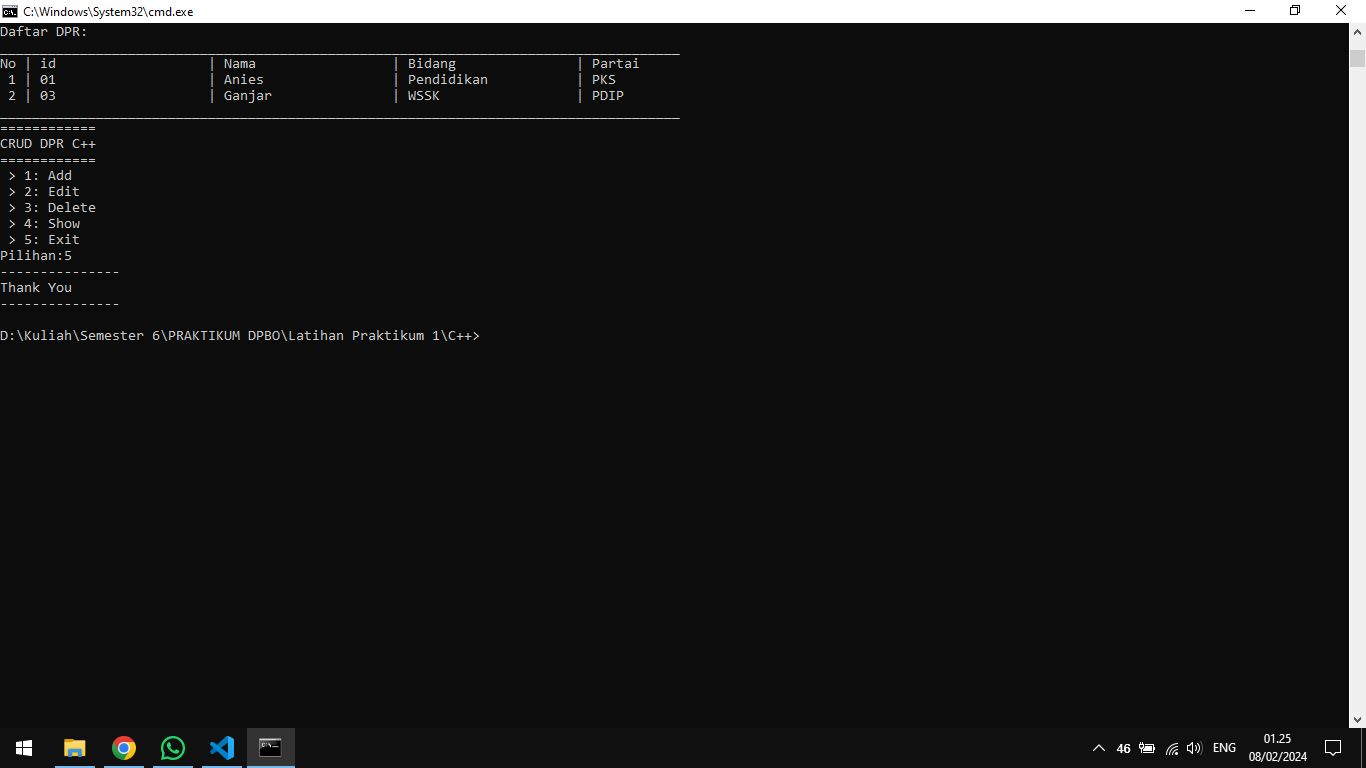 C:\Windows\System32\cmd.exe
Daftar DPR:
No | id | Nama | Bidang | Partai
1 | 01 | Anies | Pendidikan | PKS
2 | 03 | Ganjar | WSSK | PDIP
============
CRUD DPR C++
============
> 1: Add
> 2: Edit
> 3: Delete
> 4: Show
> 5: Exit
Pilihan:5
---------------
Thank You
---------------
D:\Kuliah\Semester 6\PRAKTIKUM DPBO\Latihan Praktikum 1\C++>
46 ENG 01.25
08/02/2024